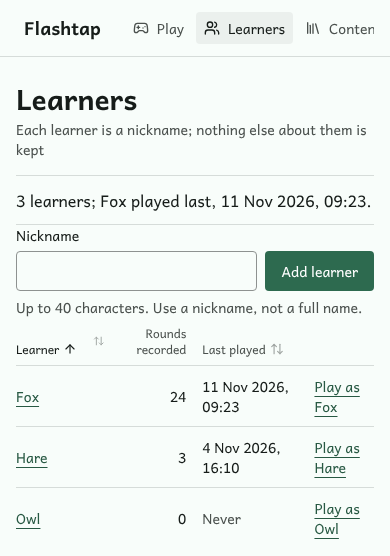 Flashtap
Play
Learners
Conten
Learners
Each learner is a nickname; nothing else about them is
kept
3 learners; Fox played last, 11 Nov 2026, 09:23.
Nickname
Add learner
Up to 40 characters. Use a nickname, not a full name.
Learner
Rounds
recorded
Last played
Fox
24
11 Nov 2026,
09:23
Play as
Fox
Hare
3
4 Nov 2026,
16:10
Play as
Hare
Owl
0
Never
Play as
Owl